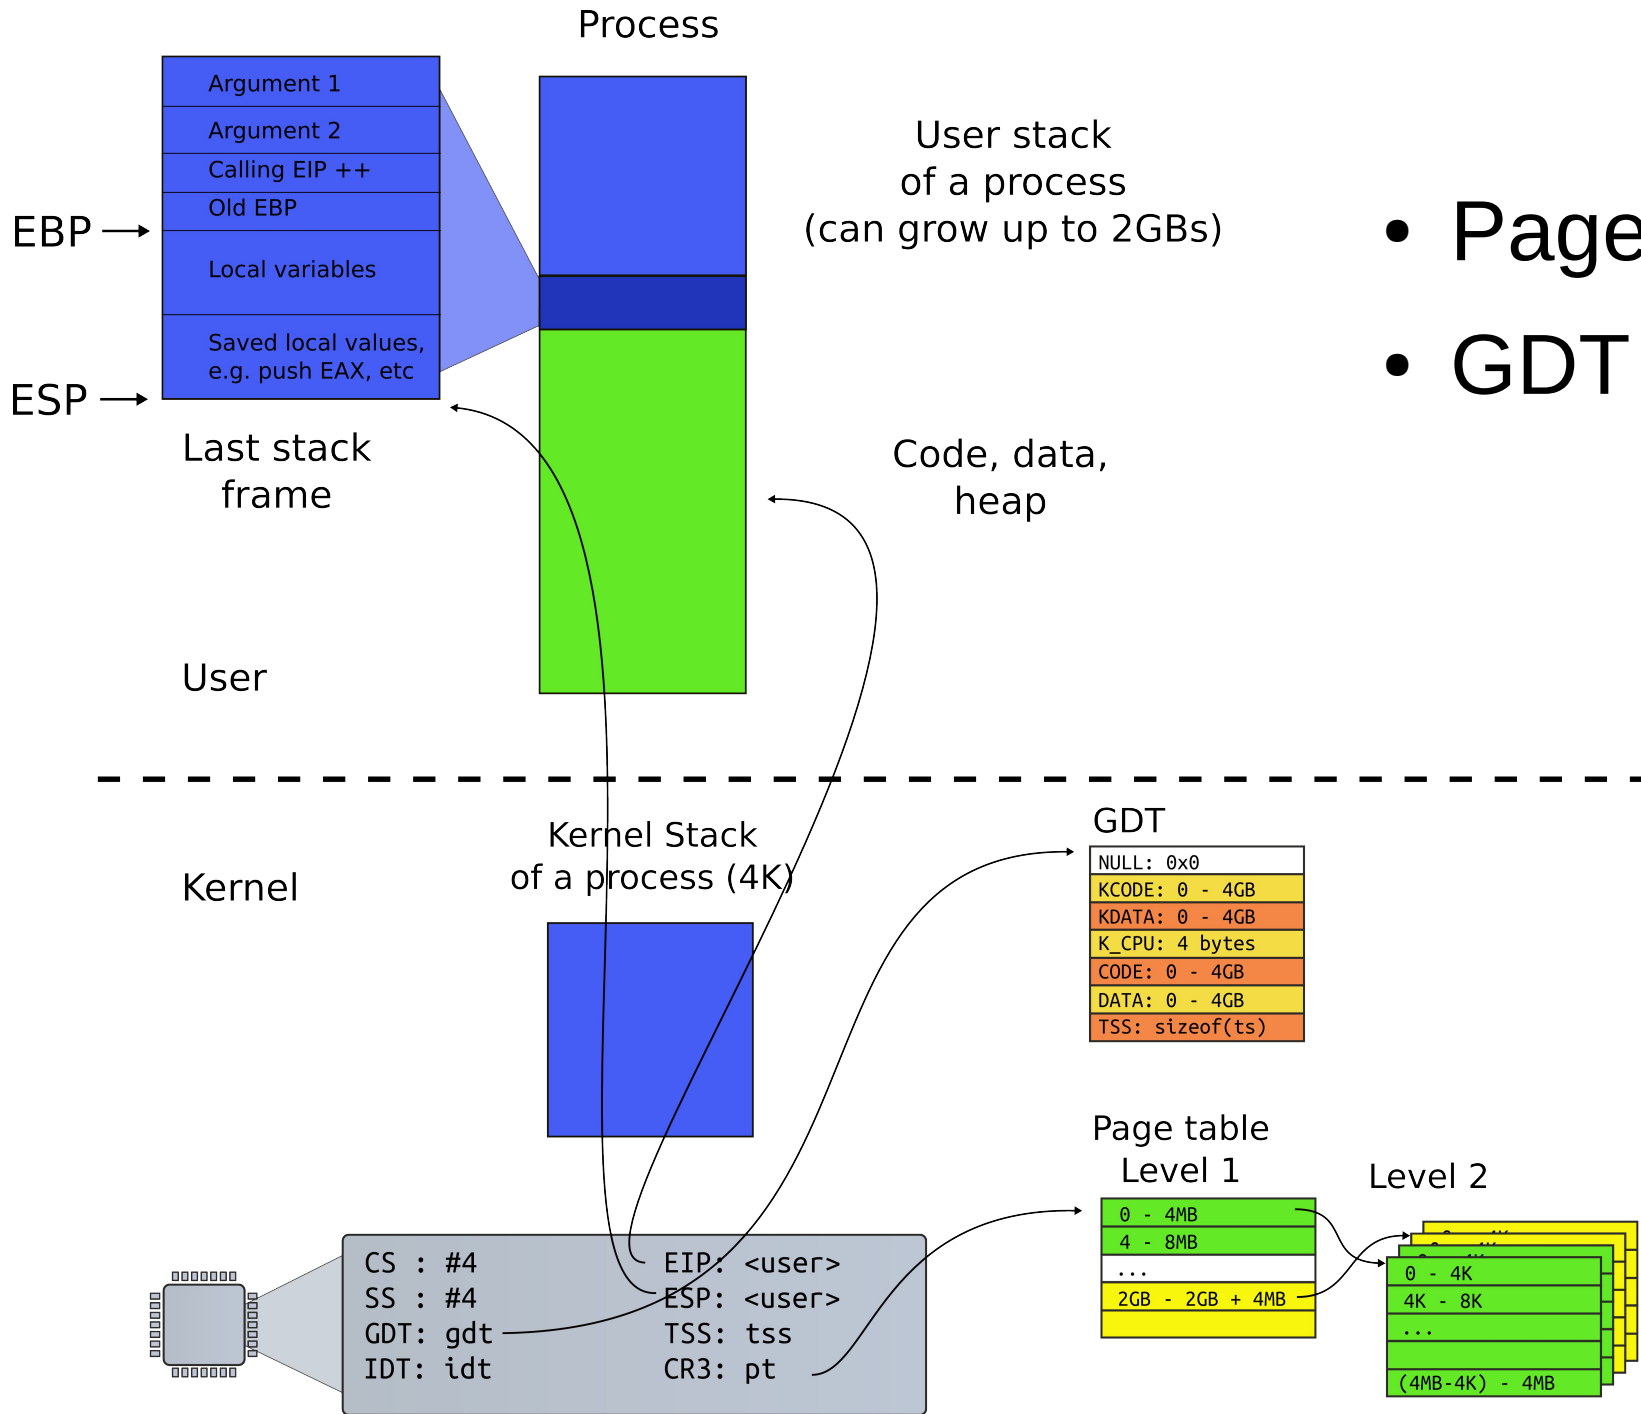 Process
Argument 1
Argument 2
Calling EIP ++
Old EBP
EBP
Local variables
Saved local values,
e.g. push EAX, etc
ESP
Last stack
frame
User stack
of a process
(can grow up to 2GBs)
• Page
• GDT
Code, data,
heap
User
Kernel
Kernel Stack
of a process (4K)
GDT
NULL: 0x0
KCODE: 0 - 4GB
KDATA: 0 - 4GB
K_CPU: 4 bytes
CODE: 0 - 4GB
DATA: 0 - 4GB
TSS: sizeof(ts)
Page table
Level 1
0 - 4MB
4 - 8MB
...
2GB - 2GB + 4MB
Level 2
0 - 4K
4K - 8K
...
(4MB-4K) - 4MB
CS : #4
SS : #4
GDT: gdt
IDT: idt
EIP: <user>
ESP: <user>
TSS: tss
CR3: pt